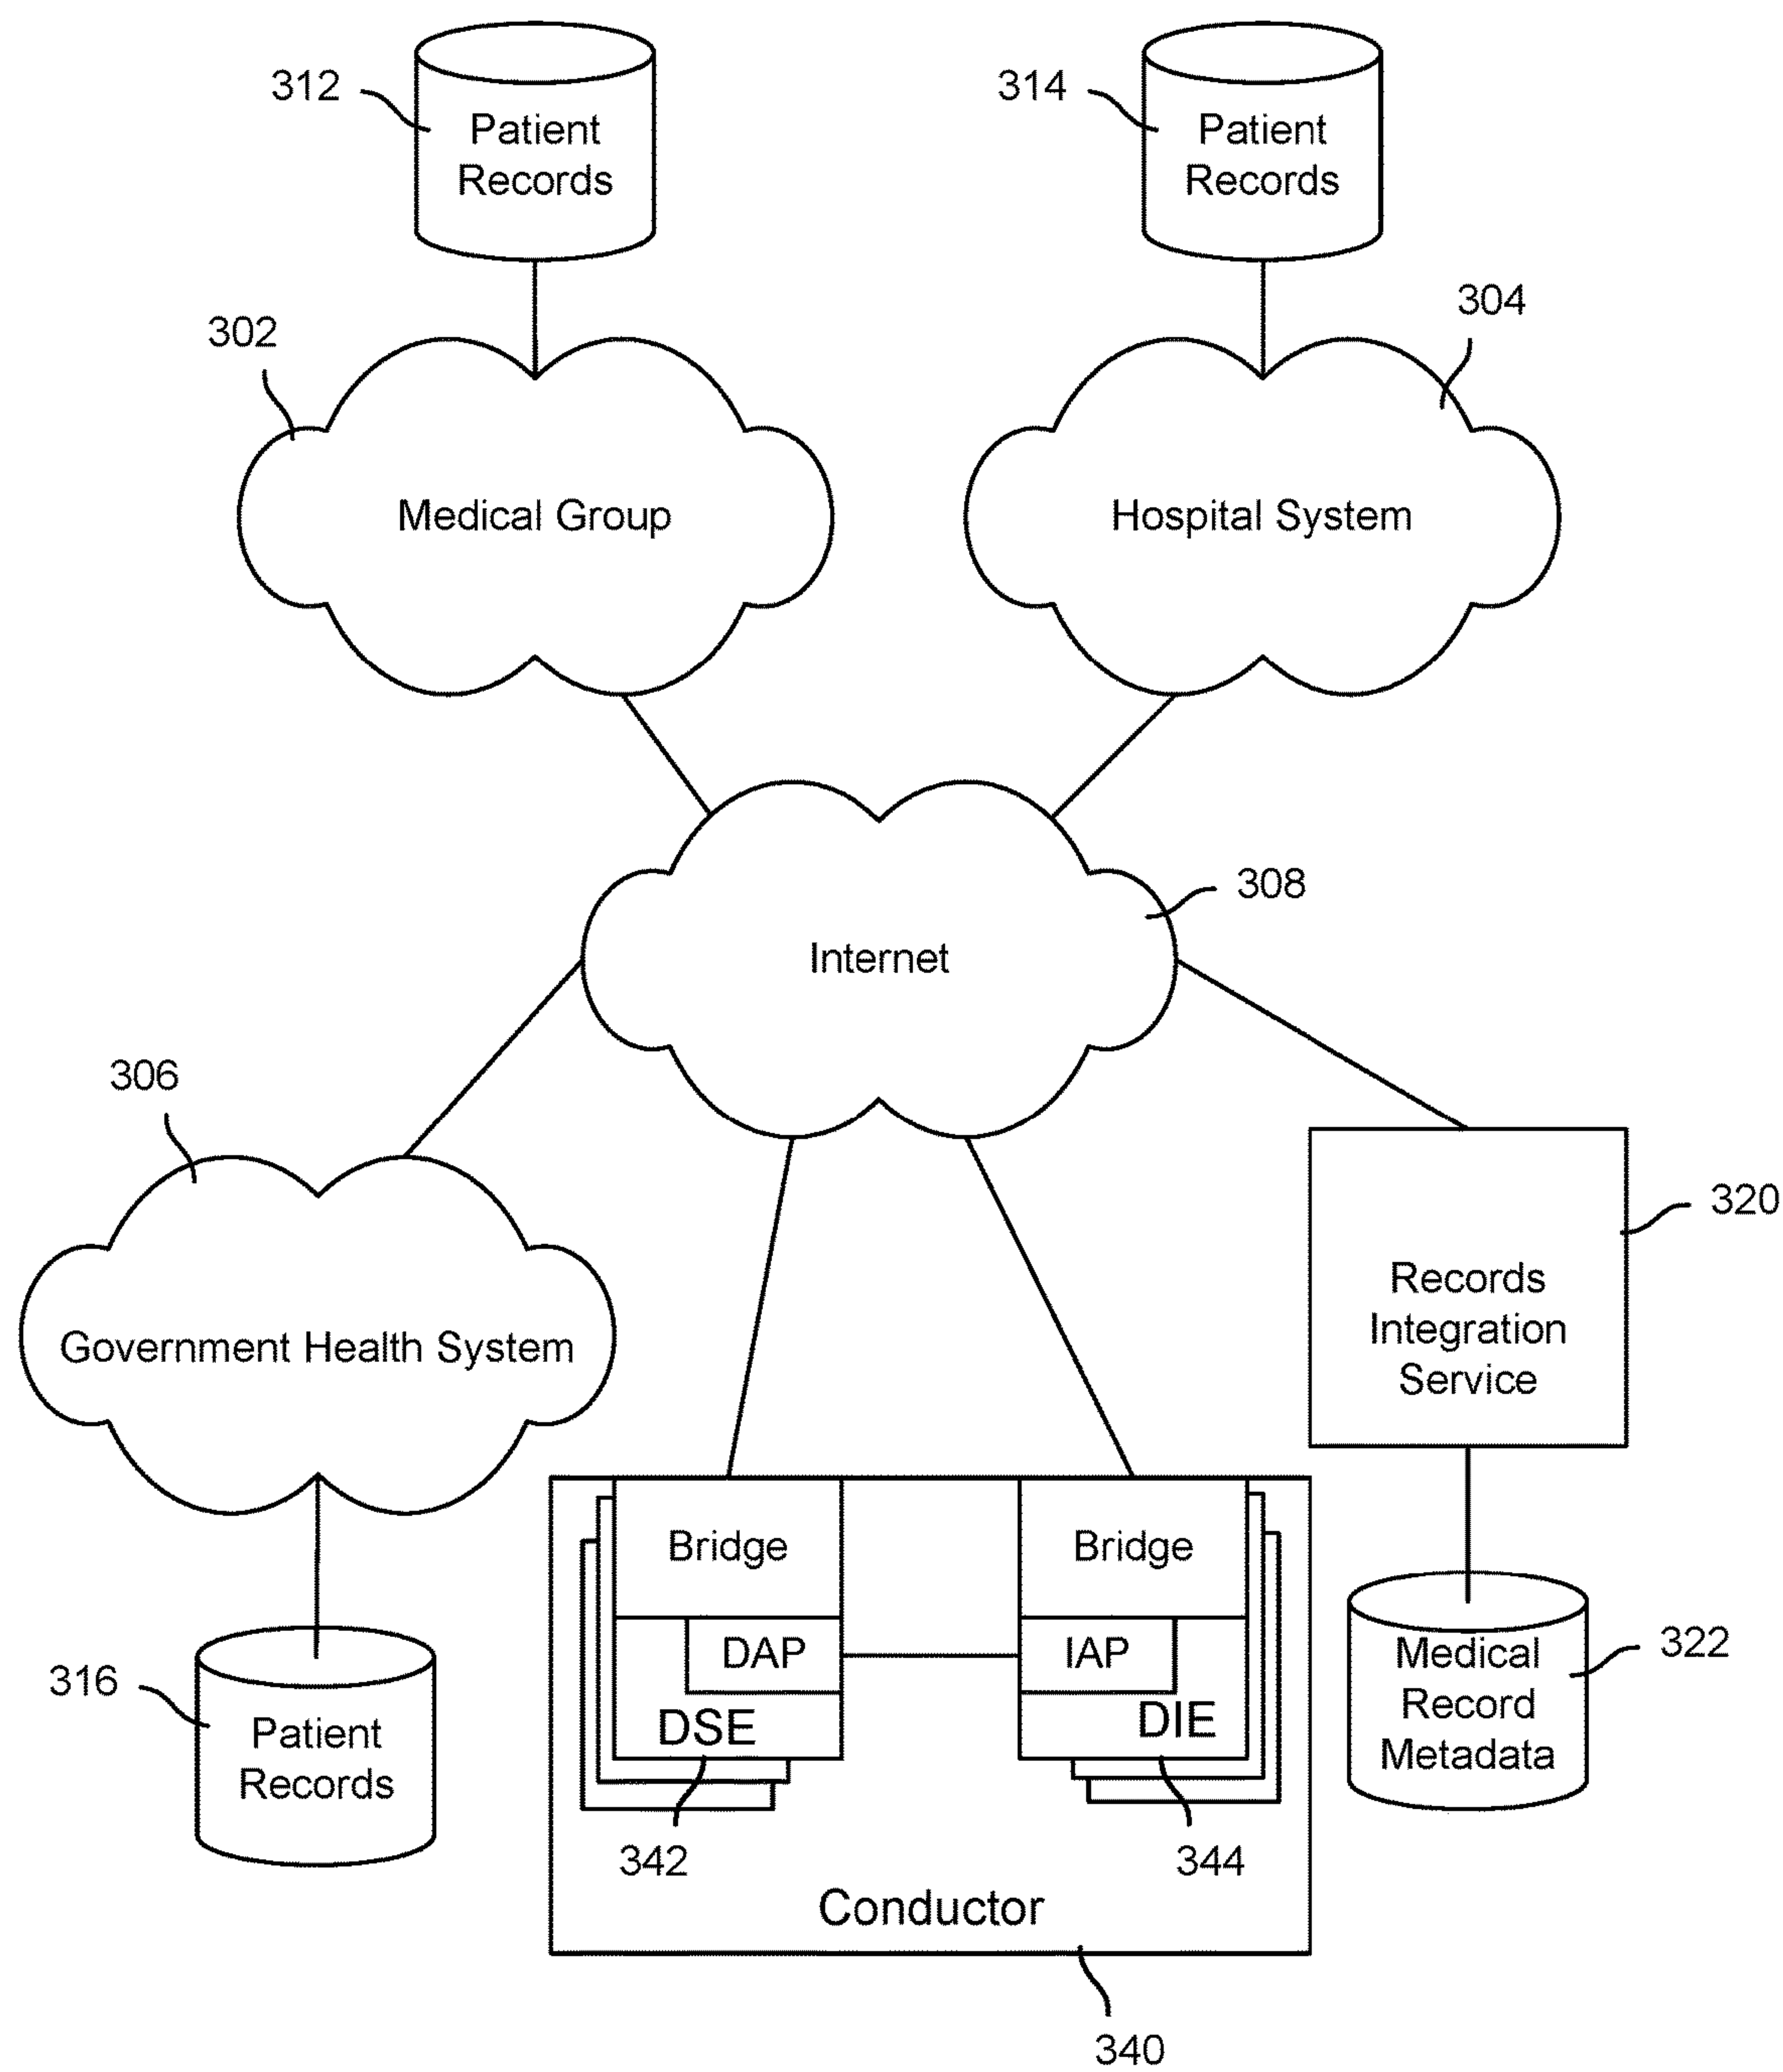 312
Patient
Records
314
Patient
Records
302
304
Medical Group
Hospital System
308
Internet
306
320
Government Health System
Records
Integration
Service
Bridge
Bridge
DAP
IAP
DSE
DIE
316
Patient
Records
322
Medical
Record
Metadata
342
344
Conductor
340